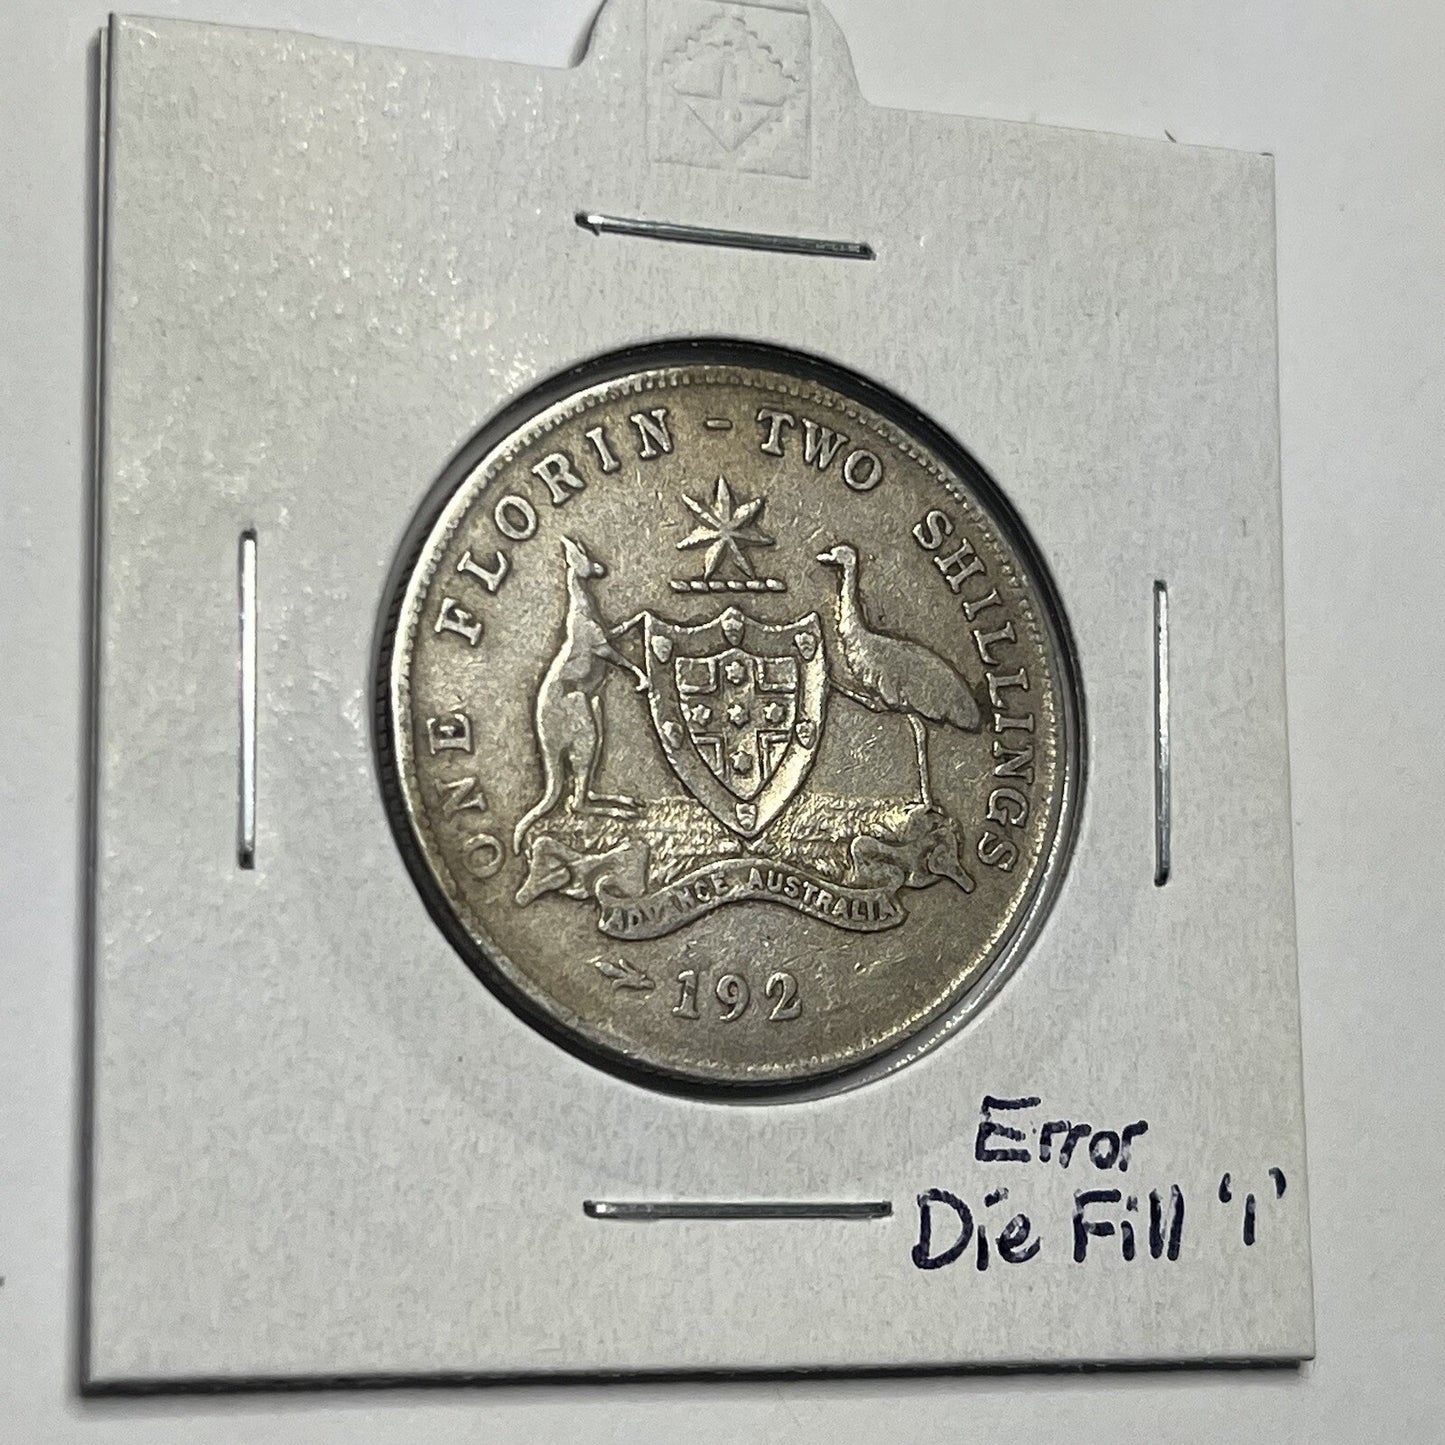 ONE FLORIN - TWO SHILLINGS
ADVANCE AUSTRALIA
192
Error
Die Fill '1'